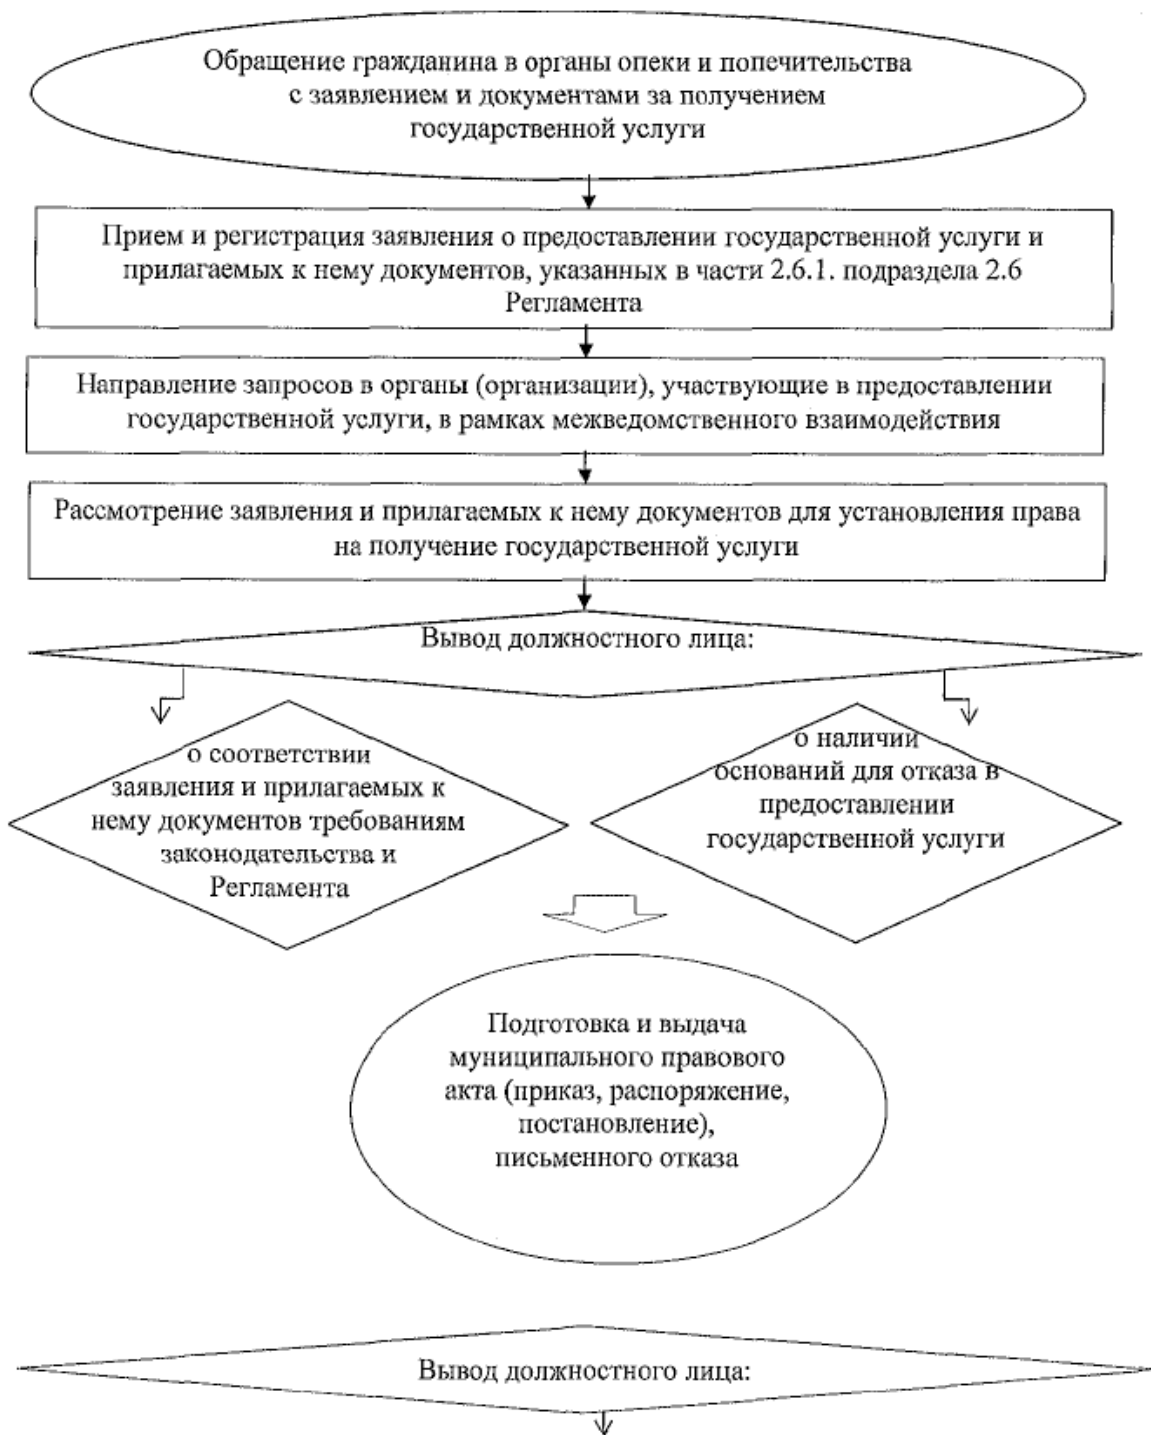 Обращение гражданина в органы опеки и попечительства
с заявлением и документами за получением
государственной услуги
Прием и регистрация заявления о предоставлении государственной услуги и
прилагаемых к нему документов, указанных в части 2.6.1. подраздела 2.6
Регламента
Направление запросов в органы (организации), участвующие в предоставлении
государственной услуги, в рамках межведомственного взаимодействия
Рассмотрение заявления и прилагаемых к нему документов для установления права
на получение государственной услуги
Вывод должностного лица:
о соответствии
заявления и прилагаемых к
нему документов требованиям
законодательства и
Регламента
о наличии
оснований для отказа в
предоставлении
государственной услуги
Подготовка и выдача
муниципального правового
акта (приказ, распоряжение,
постановление),
письменного отказа
Вывод должностного лица: